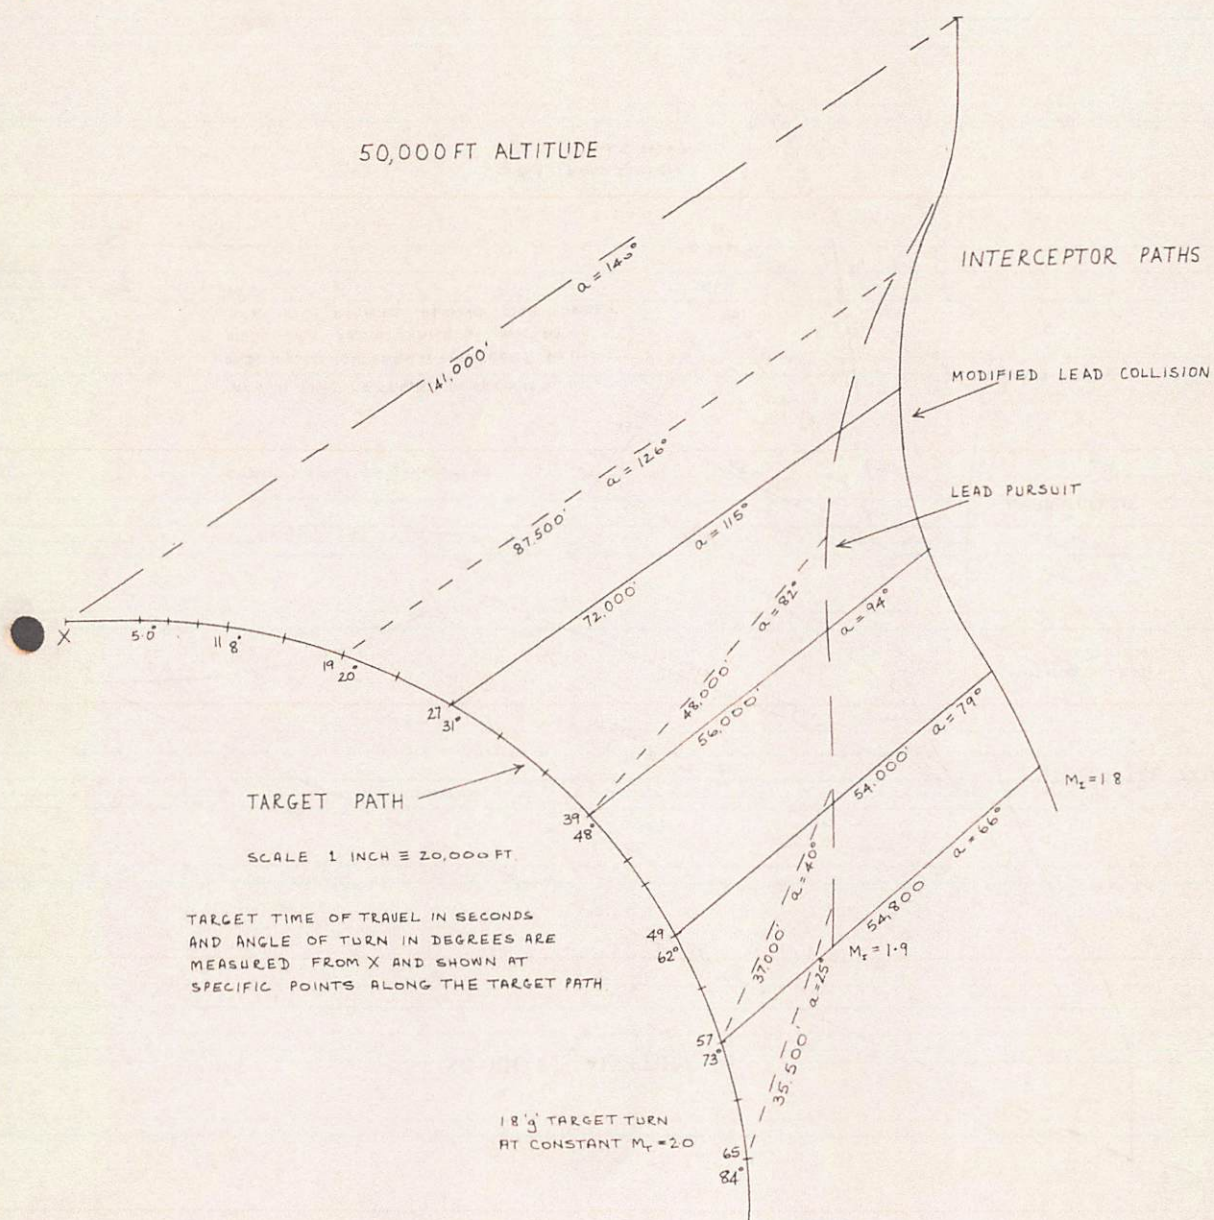 50,000 FT ALTITUDE
a = 140°
141,000'
INTERCEPTOR PATHS
MODIFIED LEAD COLLISION
a = 126°
87,500'
LEAD PURSUIT
a = 115°
72,000'
a = 82°
a = 94°
X
5 0°
11 8°
19 20°
27 31°
48,000'
56,000'
a = 79°
54,000'
M_I = 1.8
TARGET PATH
39
48°
a = 66°
SCALE 1 INCH ≡ 20,000 FT.
a = 40°
54,800
TARGET TIME OF TRAVEL IN SECONDS
AND ANGLE OF TURN IN DEGREES ARE
MEASURED FROM X AND SHOWN AT
SPECIFIC POINTS ALONG THE TARGET PATH
49
62°
37,000'
M_I = 1.9
a = 25°
57
73°
35,500'
1.8 'g' TARGET TURN
AT CONSTANT M_T = 2.0
65
84°